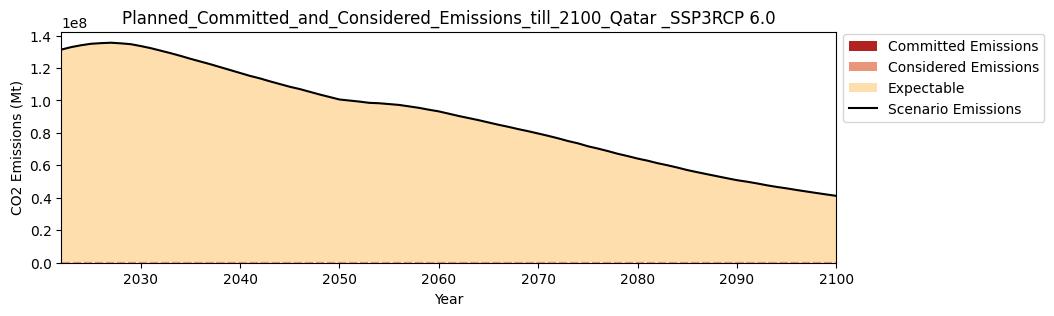 Planned_Committed_and_Considered_Emissions_till_2100_Qatar _SSP3RCP 6.0
1e8
1.4
1.2
1.0
0.8
0.6
0.4
0.2
0.0
CO2 Emissions (Mt)
2030 2040 2050 2060 2070 2080 2090 2100
Year
Committed Emissions
Considered Emissions
Expectable
Scenario Emissions